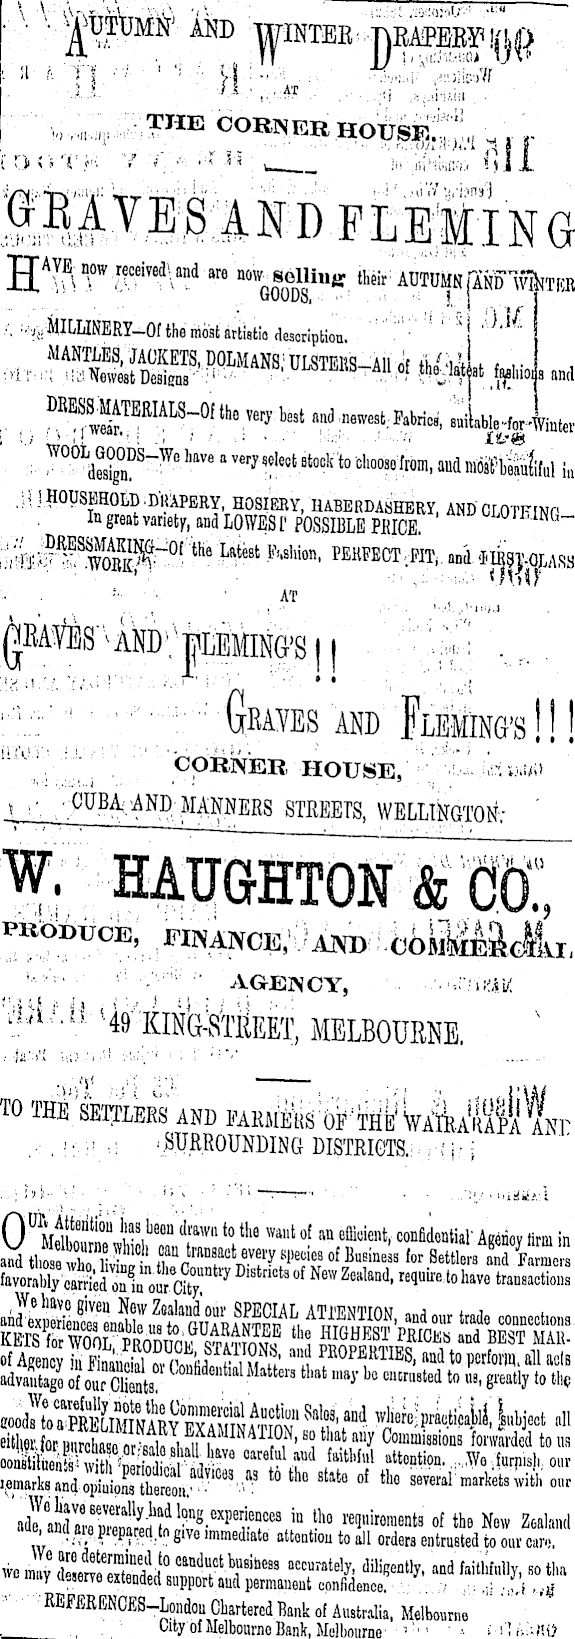 AUTUMN AND WINTER DRAPERY
AT
THE CORNER HOUSE.
GRAVES AND FLEMING
HAVE now received and are now selling their AUTUMN AND WINTER
GOODS,
MILLINERY—Of the most artistic description.
MANTLES, JACKETS, DOLMANS, ULSTERS—All of the latest fashions and
Newest Designs
DRESS MATERIALS—Of the very best and newest Fabrics, suitable for Winter
wear.
WOOL GOODS—We have a very select stock to choose from, and most beautiful in
design.
HOUSEHOLD DRAPERY, HOSIERY, HABERDASHERY, AND CLOTHING—
In great variety, and LOWEST POSSIBLE PRICE.
DRESSMAKING—Of the Latest Fashion, PERFECT FIT, and FIRST-CLASS
WORK,
AT
GRAVES AND FLEMING'S!!
GRAVES AND FLEMING'S!!!
CORNER HOUSE,
CUBA AND MANNERS STREETS, WELLINGTON.
W. HAUGHTON & CO.,
PRODUCE, FINANCE, AND COMMERCIAL
AGENCY,
49 KING-STREET, MELBOURNE.
TO THE SETTLERS AND FARMERS OF THE WAIRARAPA AND
SURROUNDING DISTRICTS.
OUR Attention has been drawn to the want of an efficient, confidential Agency firm in
Melbourne which can transact every species of Business for Settlers and Farmers
and those who, living in the Country Districts of New Zealand, require to have transactions
favorably carried on in our City.
We have given New Zealand our SPECIAL ATTENTION, and our trade connections
and experiences enable us to GUARANTEE the HIGHEST PRICES and BEST MAR-
KETS for WOOL, PRODUCE, STATIONS, and PROPERTIES, and to perform all acts
of Agency in Financial or Confidential Matters that may be entrusted to us, greatly to the
advantage of our Clients.
We carefully note the Commercial Auction Sales, and where practicable, subject all
goods to a PRELIMINARY EXAMINATION, so that any Commissions forwarded to us
either for purchase or sale shall have careful and faithful attention. We furnish our
constituents with periodical advices as to the state of the several markets with our
remarks and opinions thereon.
We have severally had long experiences in the requirements of the New Zealand
ade, and are prepared to give immediate attention to all orders entrusted to our care.
We are determined to conduct business accurately, diligently, and faithfully, so tha
we may deserve extended support and permanent confidence.
REFERENCES—London Chartered Bank of Australia, Melbourne
City of Melbourne Bank, Melbourne